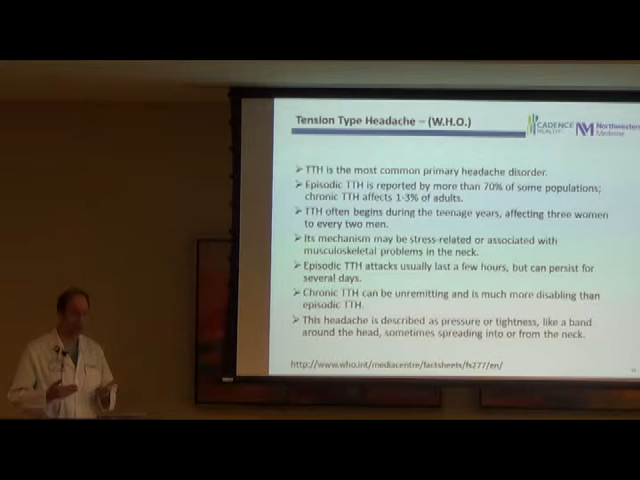 Tension Type Headache – (W.H.O.)
CADENCE
HEALTH
NM
Northwestern
Medicine
➢ TTH is the most common primary headache disorder.
➢ Episodic TTH is reported by more than 70% of some populations;
chronic TTH affects 1-3% of adults.
➢ TTH often begins during the teenage years, affecting three women
to every two men.
➢ Its mechanism may be stress-related or associated with
musculoskeletal problems in the neck.
➢ Episodic TTH attacks usually last a few hours, but can persist for
several days.
➢ Chronic TTH can be unremitting and is much more disabling than
episodic TTH.
➢ This headache is described as pressure or tightness, like a band
around the head, sometimes spreading into or from the neck.
http://www.who.int/mediacentre/factsheets/fs277/en/